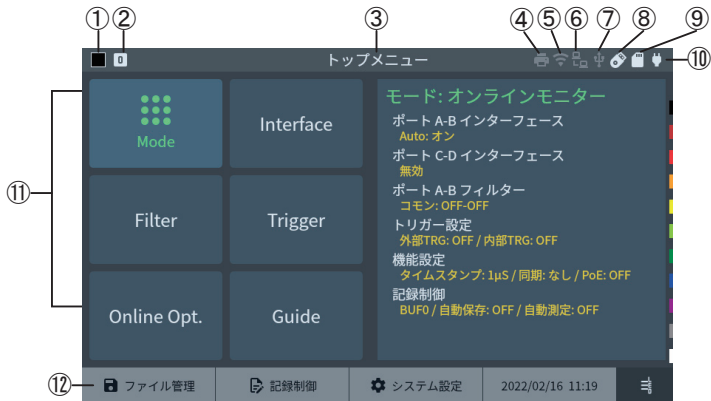 ① ② ③ ④ ⑤ ⑥ ⑦ ⑧ ⑨
0 トップメニュー ⑩
⑪
Mode
Interface
Filter
Trigger
Online Opt.
Guide
モード: オンラインモニター
ポート A-B インターフェース
Auto: オン
ポート C-D インターフェース
無効
ポート A-B フィルター
コモン: OFF-OFF
トリガー設定
外部TRG: OFF / 内部TRG: OFF
機能設定
タイムスタンプ: 1μS / 同期: なし / PoE: OFF
記録制御
BUF0 / 自動保存: OFF / 自動測定: OFF
⑫ ファイル管理 記録制御 システム設定 2022/02/16 11:19